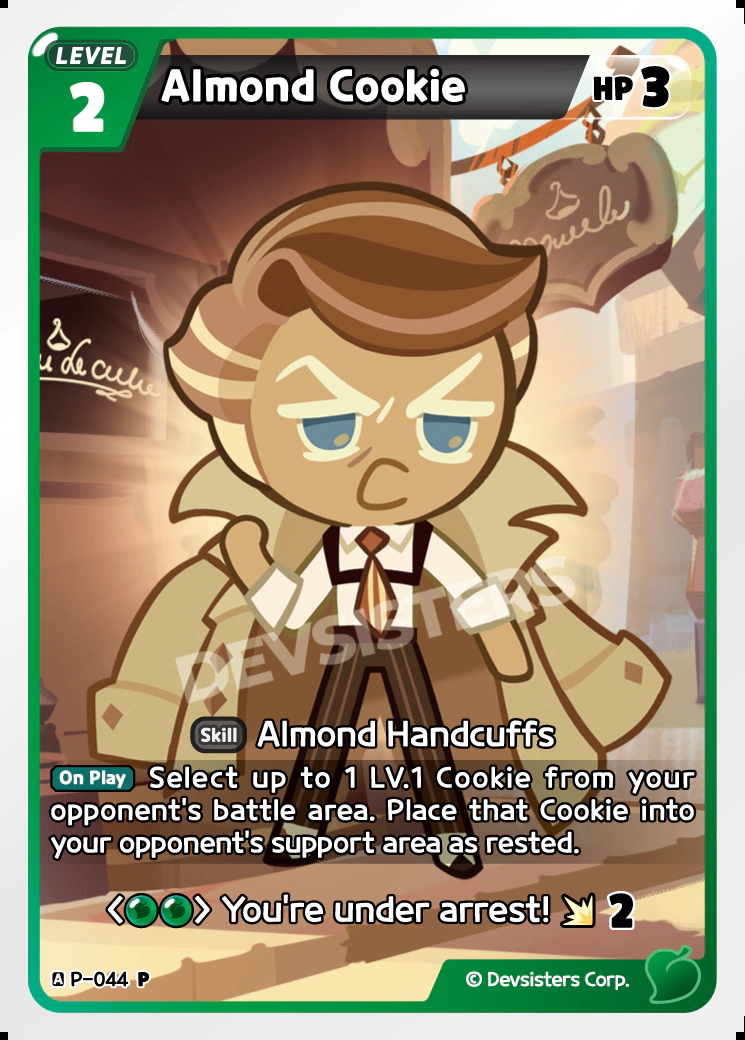 LEVEL
2
Almond Cookie
HP 3
DEVSISTERS
Skill Almond Handcuffs
On Play Select up to 1 LV.1 Cookie from your
opponent's battle area. Place that Cookie into
your opponent's support area as rested.
You're under arrest! 2
A P-044 P
© Devsisters Corp.